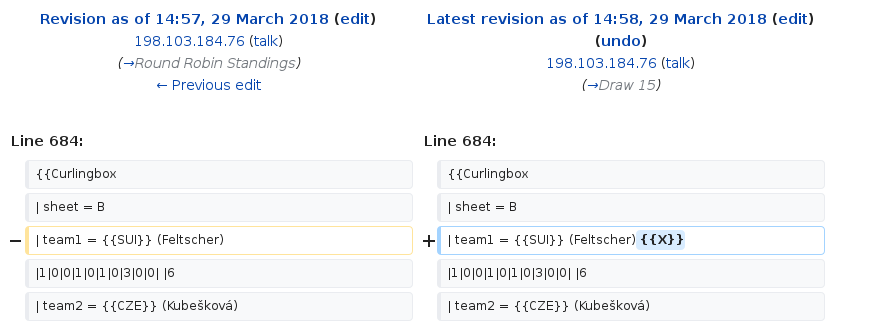 Revision as of 14:57, 29 March 2018 (edit)
198.103.184.76 (talk)
(→Round Robin Standings)
← Previous edit
Latest revision as of 14:58, 29 March 2018 (edit)
(undo)
198.103.184.76 (talk)
(→Draw 15)
Line 684:
Line 684:
{{Curlingbox
{{Curlingbox
| sheet = B
| sheet = B
− | team1 = {{SUI}} (Feltscher)
+ | team1 = {{SUI}} (Feltscher) {{X}}
|1|0|0|1|0|1|0|3|0|0| |6
|1|0|0|1|0|1|0|3|0|0| |6
| team2 = {{CZE}} (Kubešková)
| team2 = {{CZE}} (Kubešková)